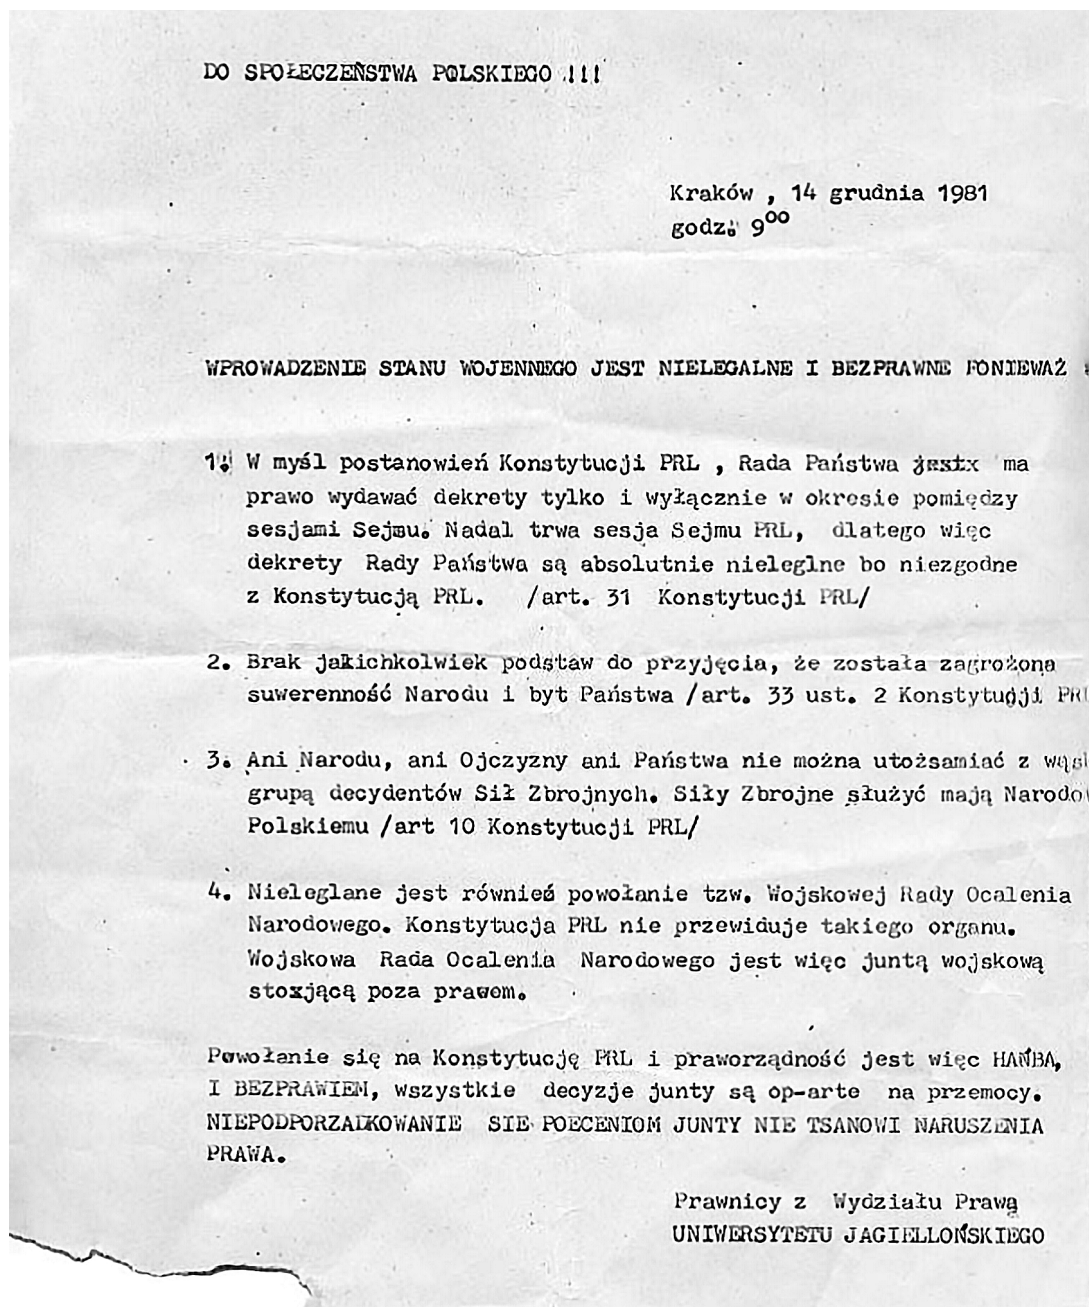 DO SPOŁECZEŃSTWA POLSKIEGO !!!
Kraków , 14 grudnia 1981
godz. 9⁰⁰
WPROWADZENIE STANU WOJENNEGO JEST NIELEGALNE I BEZPRAWNE PONIEWAŻ
1. W myśl postanowień Konstytucji PRL , Rada Państwa ma
prawo wydawać dekrety tylko i wyłącznie w okresie pomiędzy
sesjami Sejmu. Nadal trwa sesja Sejmu PRL, dlatego więc
dekrety Rady Państwa są absolutnie nieleglne bo niezgodne
z Konstytucją PRL. /art. 31 Konstytucji PRL/
2. Brak jakichkolwiek podstaw do przyjęcia, że została zagrożona
suwerenność Narodu i byt Państwa /art. 33 ust. 2 Konstytucji PRL
3. Ani Narodu, ani Ojczyzny ani Państwa nie można utożsamiać z
grupą decydentów Sił Zbrojnych. Siły Zbrojne służyć mają
Polskiemu /art 10 Konstytucji PRL/
4. Nieleglane jest również powołanie tzw. Wojskowej Rady Ocalenia
Narodowego. Konstytucja PRL nie przewiduje takiego organu.
Wojskowa Rada Ocalenia Narodowego jest więc juntą wojskową
stoxjącą poza prawem.
Powołanie się na Konstytucję PRL i praworządność jest więc HAŃBĄ,
I BEZPRAWIEM, wszystkie decyzje junty są op-arte na przemocy.
NIEPODPORZADKOWANIE SIE POECENIOM JUNTY NIE TSANOWI NARUSZENIA
PRAWA.
Prawnicy z Wydziału Prawą
UNIWERSYTETU JAGIELLOŃSKIEGO